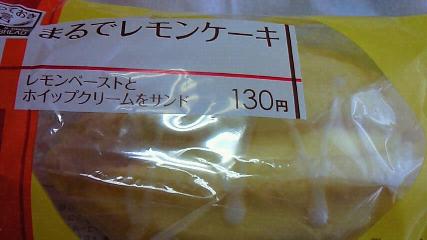 まるでレモンケーキ
レモンペーストと
ホイップクリームをサンド 130円